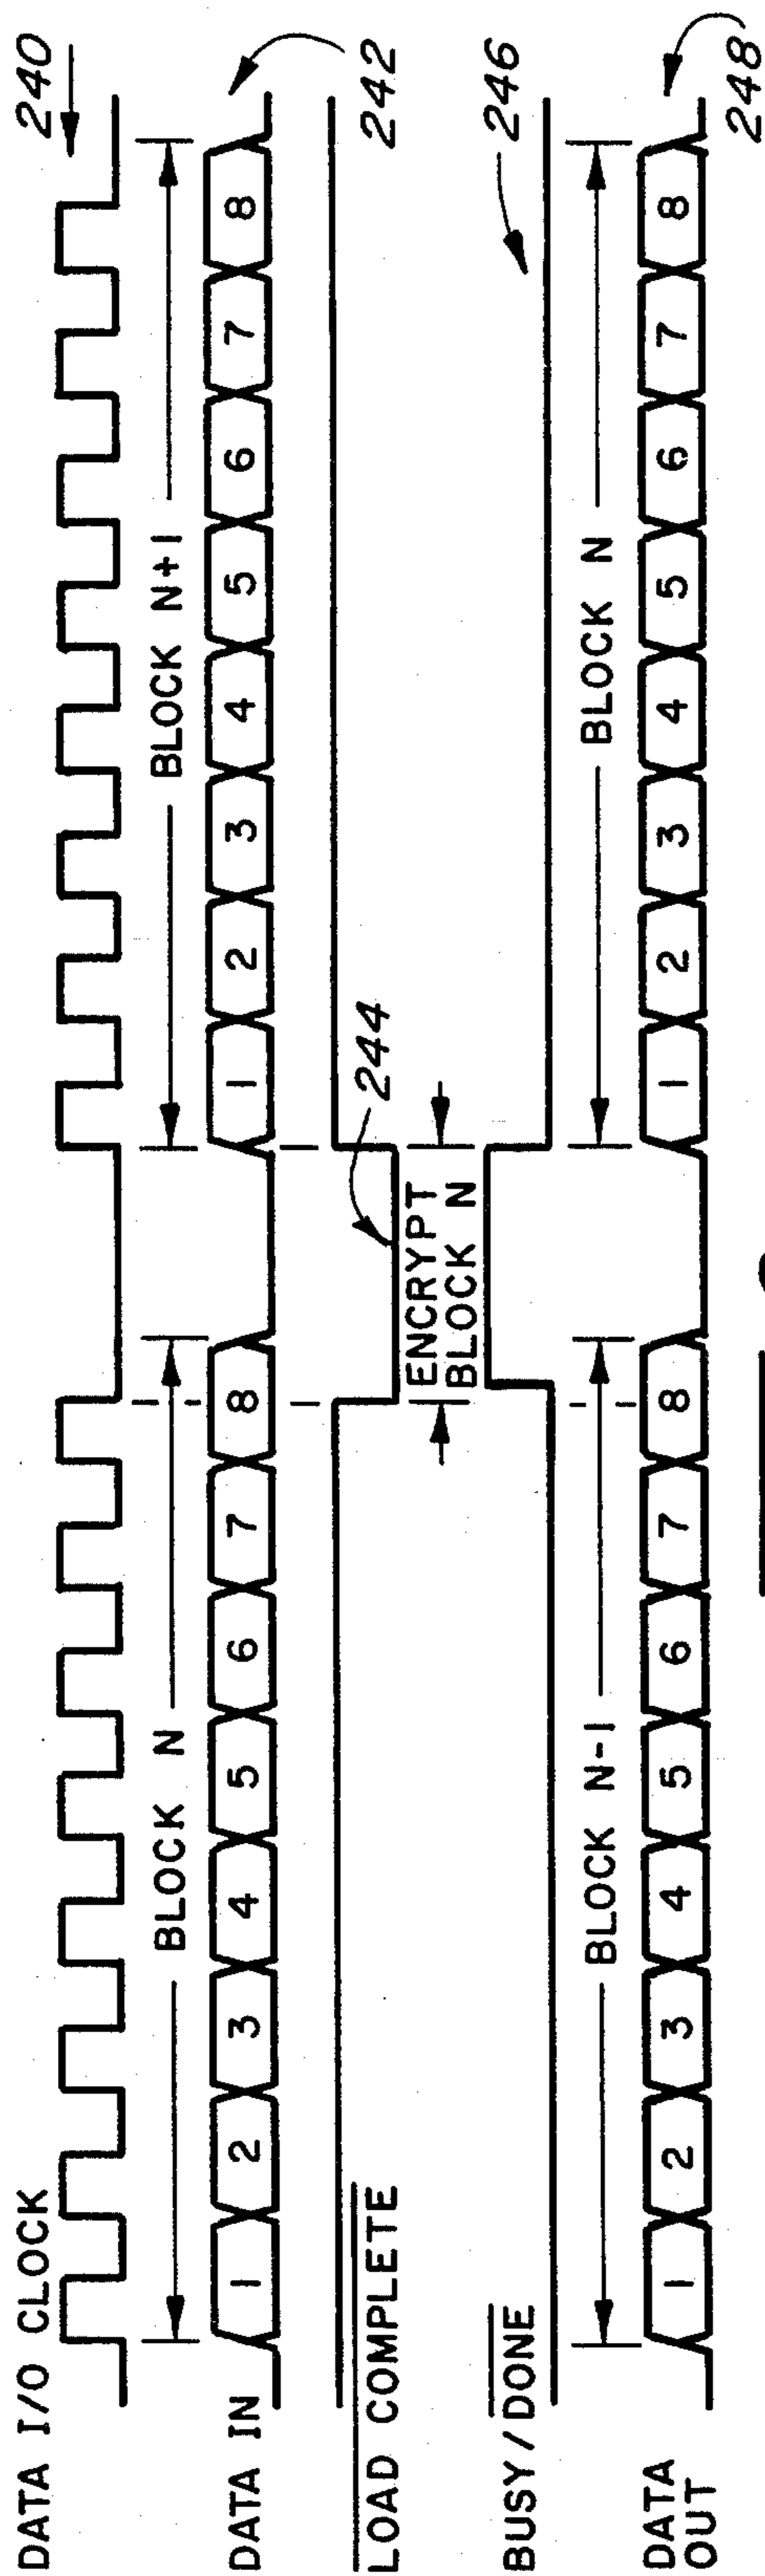 DATA I/O CLOCK
240
BLOCK N
BLOCK N+1
DATA IN
1 2 3 4 5 6 7 8
1 2 3 4 5 6 7 8
242
LOAD COMPLETE
244
ENCRYPT
BLOCK N
BUSY/DONE
246
BLOCK N-1
BLOCK N
DATA
OUT
1 2 3 4 5 6 7 8
1 2 3 4 5 6 7 8
248